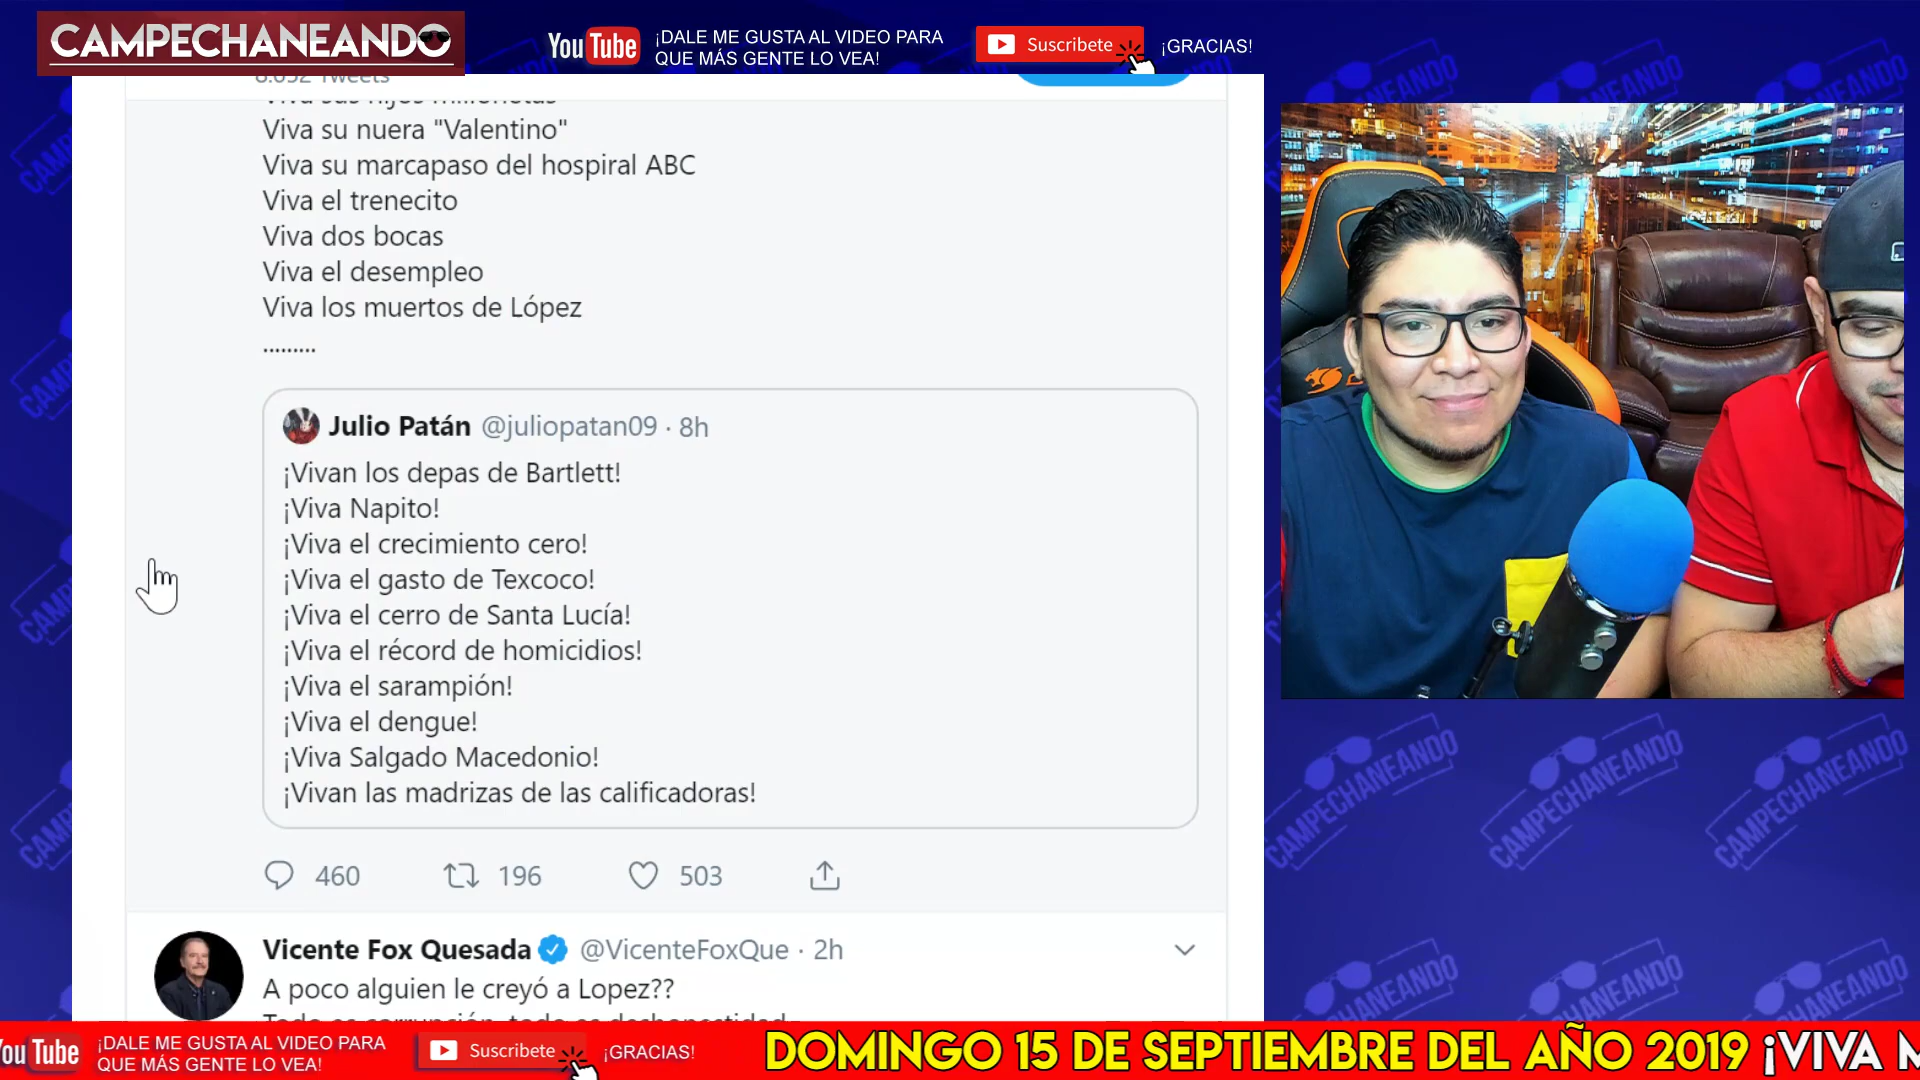 CAMPECHANEANDO
YouTube
¡DALE ME GUSTA AL VIDEO PARA
QUE MÁS GENTE LO VEA!
Suscribete
¡GRACIAS!
Viva su nuera "Valentino"
Viva su marcapaso del hospiral ABC
Viva el trenecito
Viva dos bocas
Viva el desempleo
Viva los muertos de López
.........
Julio Patán @juliopatan09 · 8h
¡Vivan los depas de Bartlett!
¡Viva Napito!
¡Viva el crecimiento cero!
¡Viva el gasto de Texcoco!
¡Viva el cerro de Santa Lucía!
¡Viva el récord de homicidios!
¡Viva el sarampión!
¡Viva el dengue!
¡Viva Salgado Macedonio!
¡Vivan las madrizas de las calificadoras!
460 196 503
Vicente Fox Quesada @VicenteFoxQue · 2h
A poco alguien le creyó a Lopez??
ou Tube
¡DALE ME GUSTA AL VIDEO PARA
QUE MÁS GENTE LO VEA!
Suscribete
¡GRACIAS!
DOMINGO 15 DE SEPTIEMBRE DEL AÑO 2019 ¡VIVA M
CAMPECHANEANDO
CAMPECHANEANDO
CAMPECHANEANDO